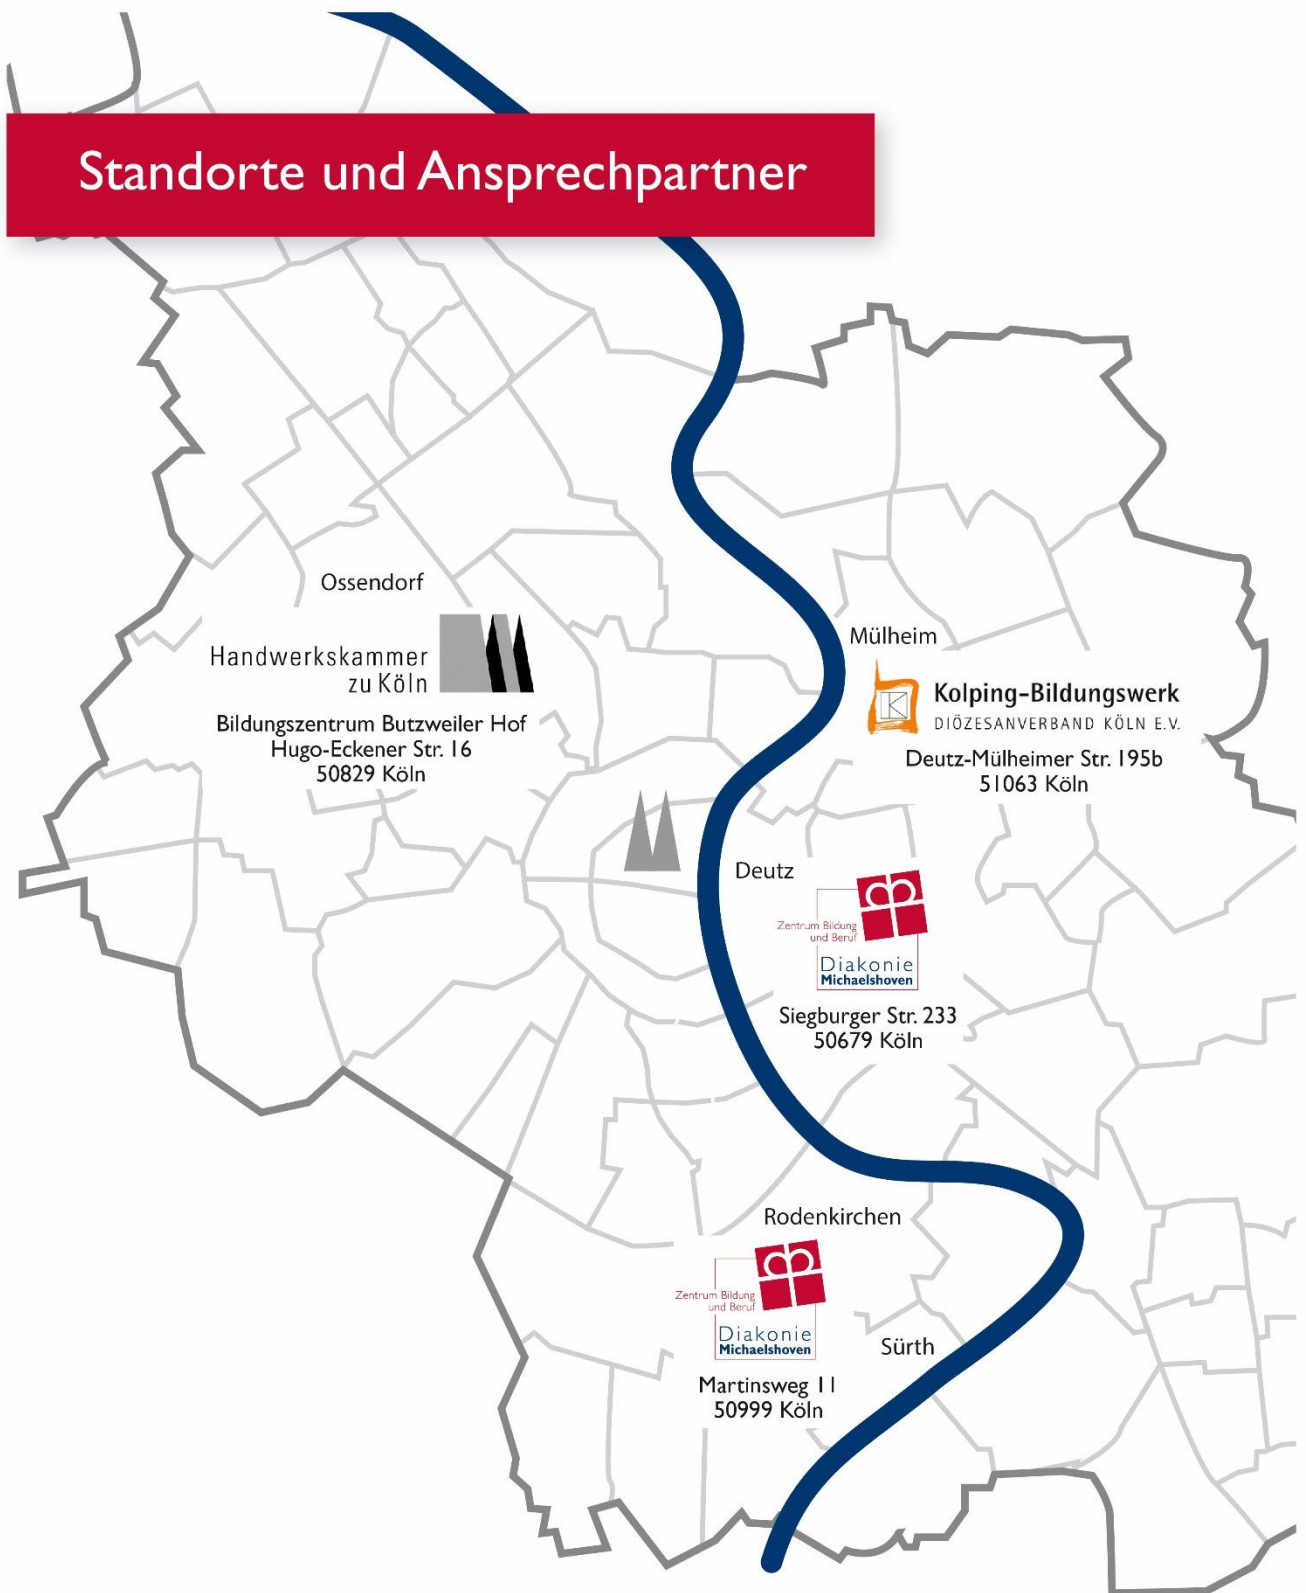 Standorte und Ansprechpartner
Ossendorf
Handwerkskammer
zu Köln
Bildungszentrum Butzweiler Hof
Hugo-Eckener Str. 16
50829 Köln
Mülheim
Kolping-Bildungswerk
DIÖZESANVERBAND KÖLN E.V.
Deutz-Mülheimer Str. 195b
51063 Köln
Deutz
Zentrum Bildung
und Beruf
Diakonie
Michaelshoven
Siegburger Str. 233
50679 Köln
Rodenkirchen
Zentrum Bildung
und Beruf
Diakonie
Michaelshoven
Sürth
Martinsweg 11
50999 Köln